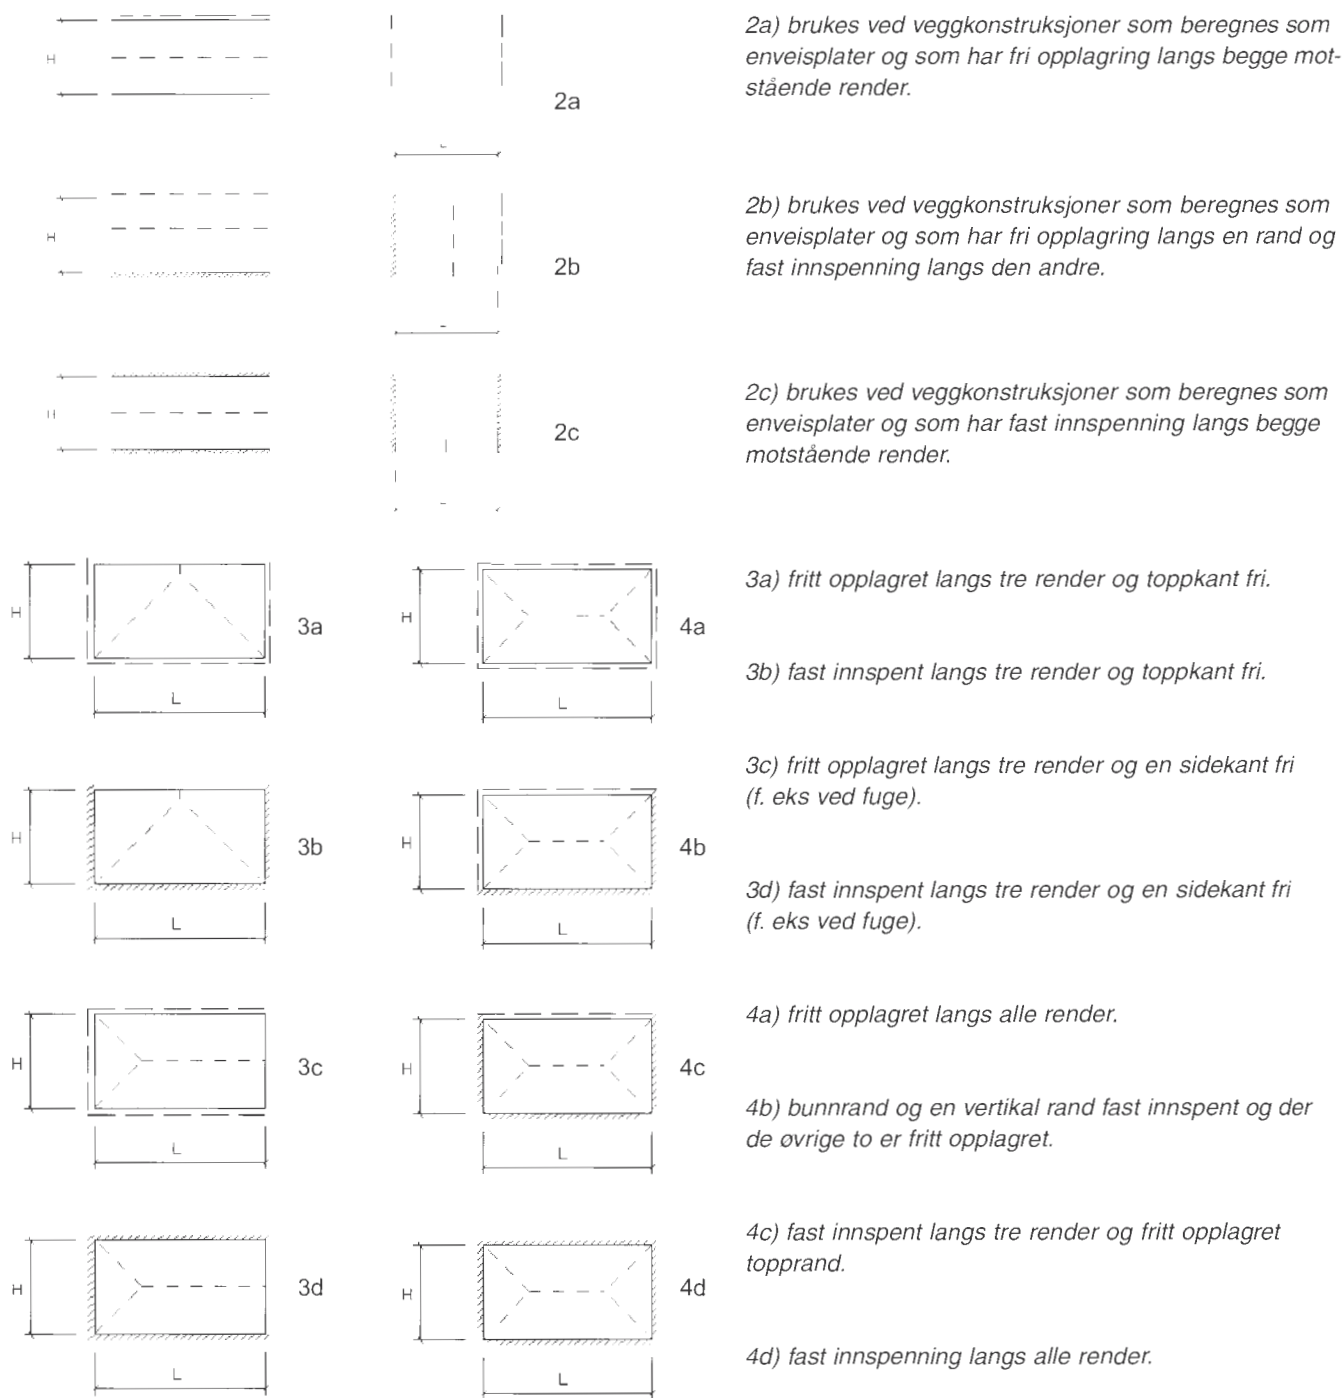 H
2a
2a) brukes ved veggkonstruksjoner som beregnes som
enveisplater og som har fri opplagring langs begge mot-
stående render.
H
2b
2b) brukes ved veggkonstruksjoner som beregnes som
enveisplater og som har fri opplagring langs en rand og
fast innspenning langs den andre.
H
2c
2c) brukes ved veggkonstruksjoner som beregnes som
enveisplater og som har fast innspenning langs begge
motstående render.
H
3a
L
H
4a
L
3a) fritt opplagret langs tre render og toppkant fri.
3b) fast innspent langs tre render og toppkant fri.
H
3b
L
H
4b
L
3c) fritt opplagret langs tre render og en sidekant fri
(f. eks ved fuge).
3d) fast innspent langs tre render og en sidekant fri
(f. eks ved fuge).
H
3c
L
H
4c
L
4a) fritt opplagret langs alle render.
4b) bunnrand og en vertikal rand fast innspent og der
de øvrige to er fritt opplagret.
H
3d
L
H
4d
L
4c) fast innspent langs tre render og fritt opplagret
topprand.
4d) fast innspenning langs alle render.